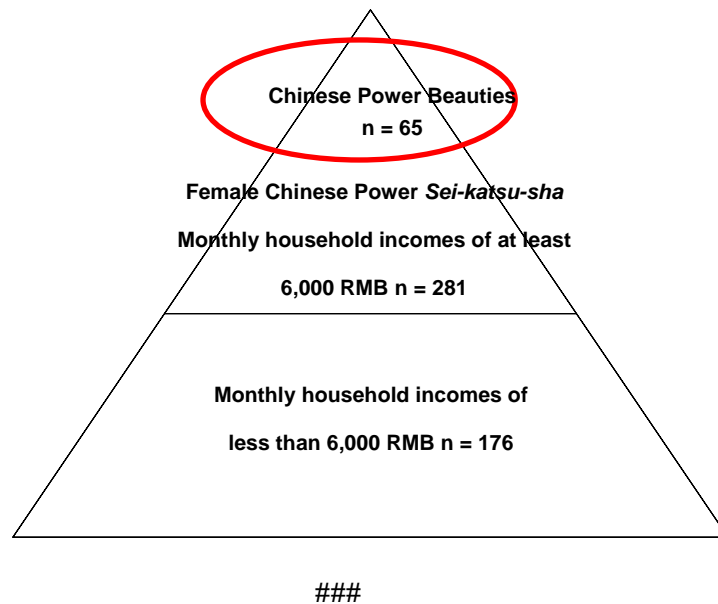 Chinese Power Beauties
n = 65
Female Chinese Power Sei-katsu-sha
Monthly household incomes of at least
6,000 RMB n = 281
Monthly household incomes of
less than 6,000 RMB n = 176
###